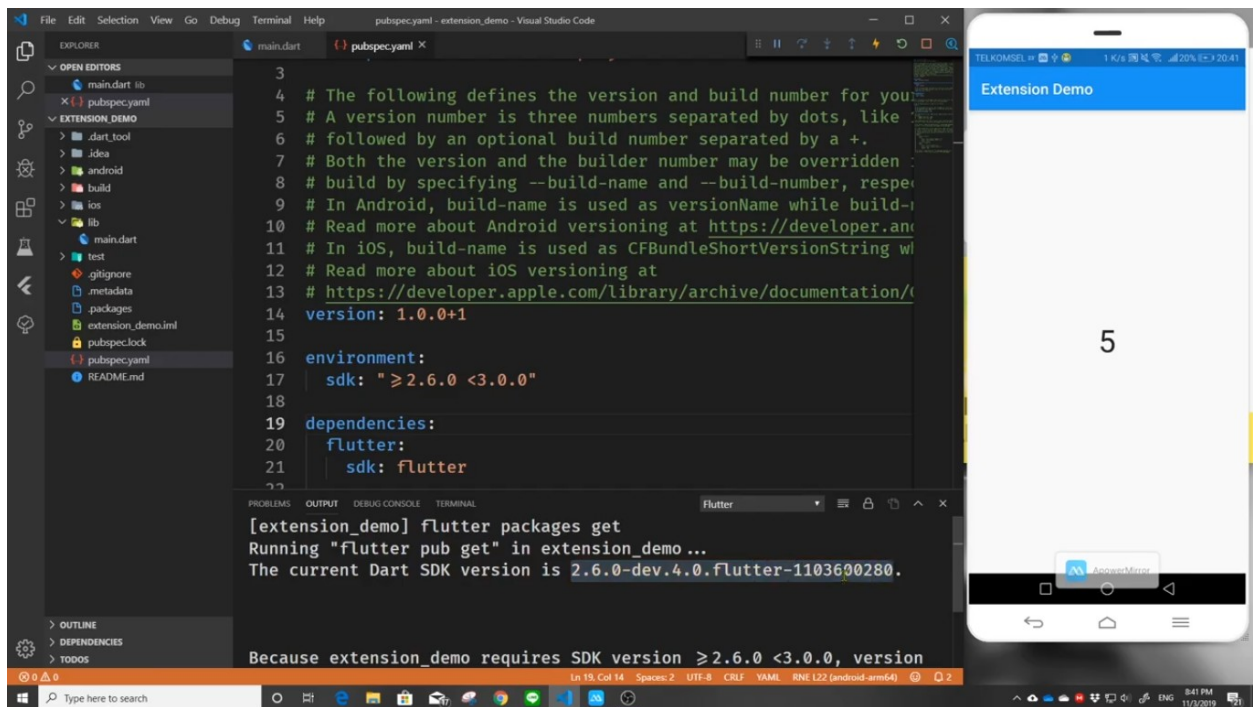 File Edit Selection View Go Debug Terminal Help
pubspec.yaml - extension_demo - Visual Studio Code
EXPLORER
OPEN EDITORS
main.dart lib
pubspec.yaml
EXTENSION_DEMO
.dart_tool
.idea
android
build
ios
lib
main.dart
test
.gitignore
.metadata
.packages
extension_demo.iml
pubspec.lock
pubspec.yaml
README.md
OUTLINE
DEPENDENCIES
TODOS
main.dart
pubspec.yaml
3
4 # The following defines the version and build number for you
5 # A version number is three numbers separated by dots, like
6 # followed by an optional build number separated by a +.
7 # Both the version and the builder number may be overridden
8 # build by specifying --build-name and --build-number, respe
9 # In Android, build-name is used as versionName while build-
10 # Read more about Android versioning at https://developer.an
11 # In iOS, build-name is used as CFBundleShortVersionString w
12 # Read more about iOS versioning at
13 # https://developer.apple.com/library/archive/documentation/
14 version: 1.0.0+1
15
16 environment:
17 sdk: "≥2.6.0 <3.0.0"
18
19 dependencies:
20 flutter:
21 sdk: flutter
22
PROBLEMS OUTPUT DEBUG CONSOLE TERMINAL
Flutter
[extension_demo] flutter packages get
Running "flutter pub get" in extension_demo...
The current Dart SDK version is 2.6.0-dev.4.0.flutter-1103600280.
Because extension_demo requires SDK version ≥2.6.0 <3.0.0, version
0 0
Ln 19, Col 14 Spaces: 2 UTF-8 CRLF YAML RNE L22 (android-arm64) 2
TELKOMSEL 1 K/s 20% 20.41
Extension Demo
5
ApowerMirror
Type here to search
ENG
8:41 PM
11/3/2019